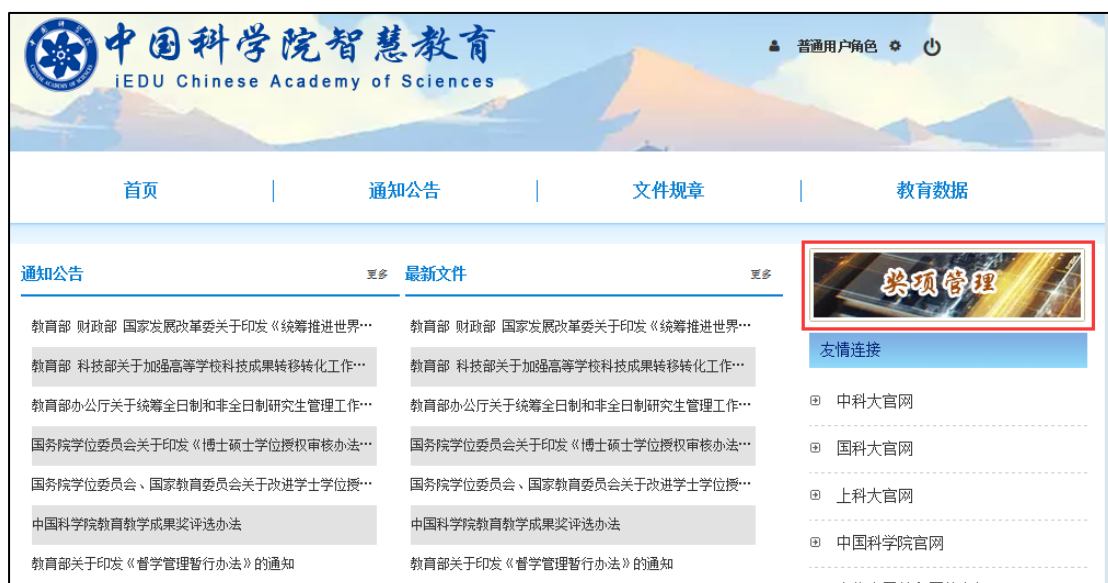 中国科学院智慧教育
iEDU Chinese Academy of Sciences
普通用户角色
首页
通知公告
文件规章
教育数据
通知公告
更多
教育部 财政部 国家发展改革委关于印发《统筹推进世界…
教育部 科技部关于加强高等学校科技成果转移转化工作…
教育部办公厅关于统筹全日制和非全日制研究生管理工作…
国务院学位委员会关于印发《博士硕士学位授权审核办法…
国务院学位委员会、国家教育委员会关于改进学士学位授…
中国科学院教育教学成果奖评选办法
教育部关于印发《督学管理暂行办法》的通知
最新文件
更多
教育部 财政部 国家发展改革委关于印发《统筹推进世界…
教育部 科技部关于加强高等学校科技成果转移转化工作…
教育部办公厅关于统筹全日制和非全日制研究生管理工作…
国务院学位委员会关于印发《博士硕士学位授权审核办法…
国务院学位委员会、国家教育委员会关于改进学士学位授…
中国科学院教育教学成果奖评选办法
教育部关于印发《督学管理暂行办法》的通知
奖项管理
友情连接
中科大官网
国科大官网
上科大官网
中国科学院官网